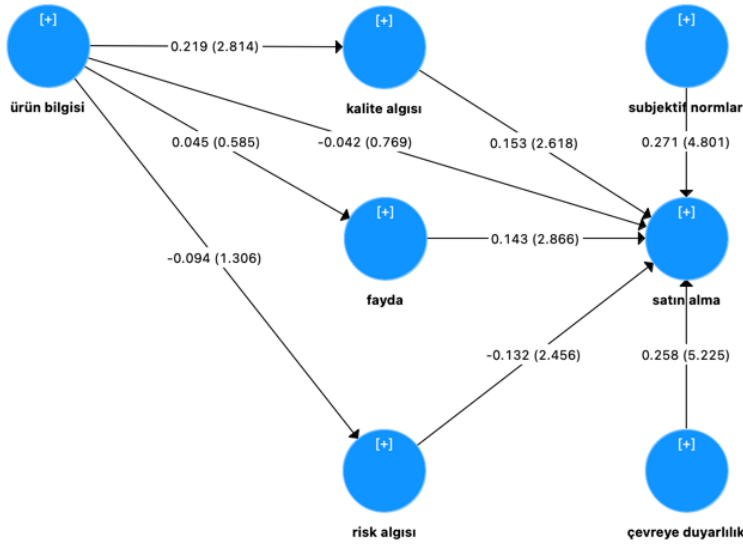 [+]
[+]
[+]
0.219 (2.814)
ürün bilgisi
kalite algısı
subjektif normlar
0.045 (0.585)
-0.042 (0.769)
0.153 (2.618)
0.271 (4.801)
[+]
[+]
-0.094 (1.306)
0.143 (2.866)
fayda
satın alma
-0.132 (2.456)
0.258 (5.225)
[+]
[+]
risk algısı
çevreye duyarlılık